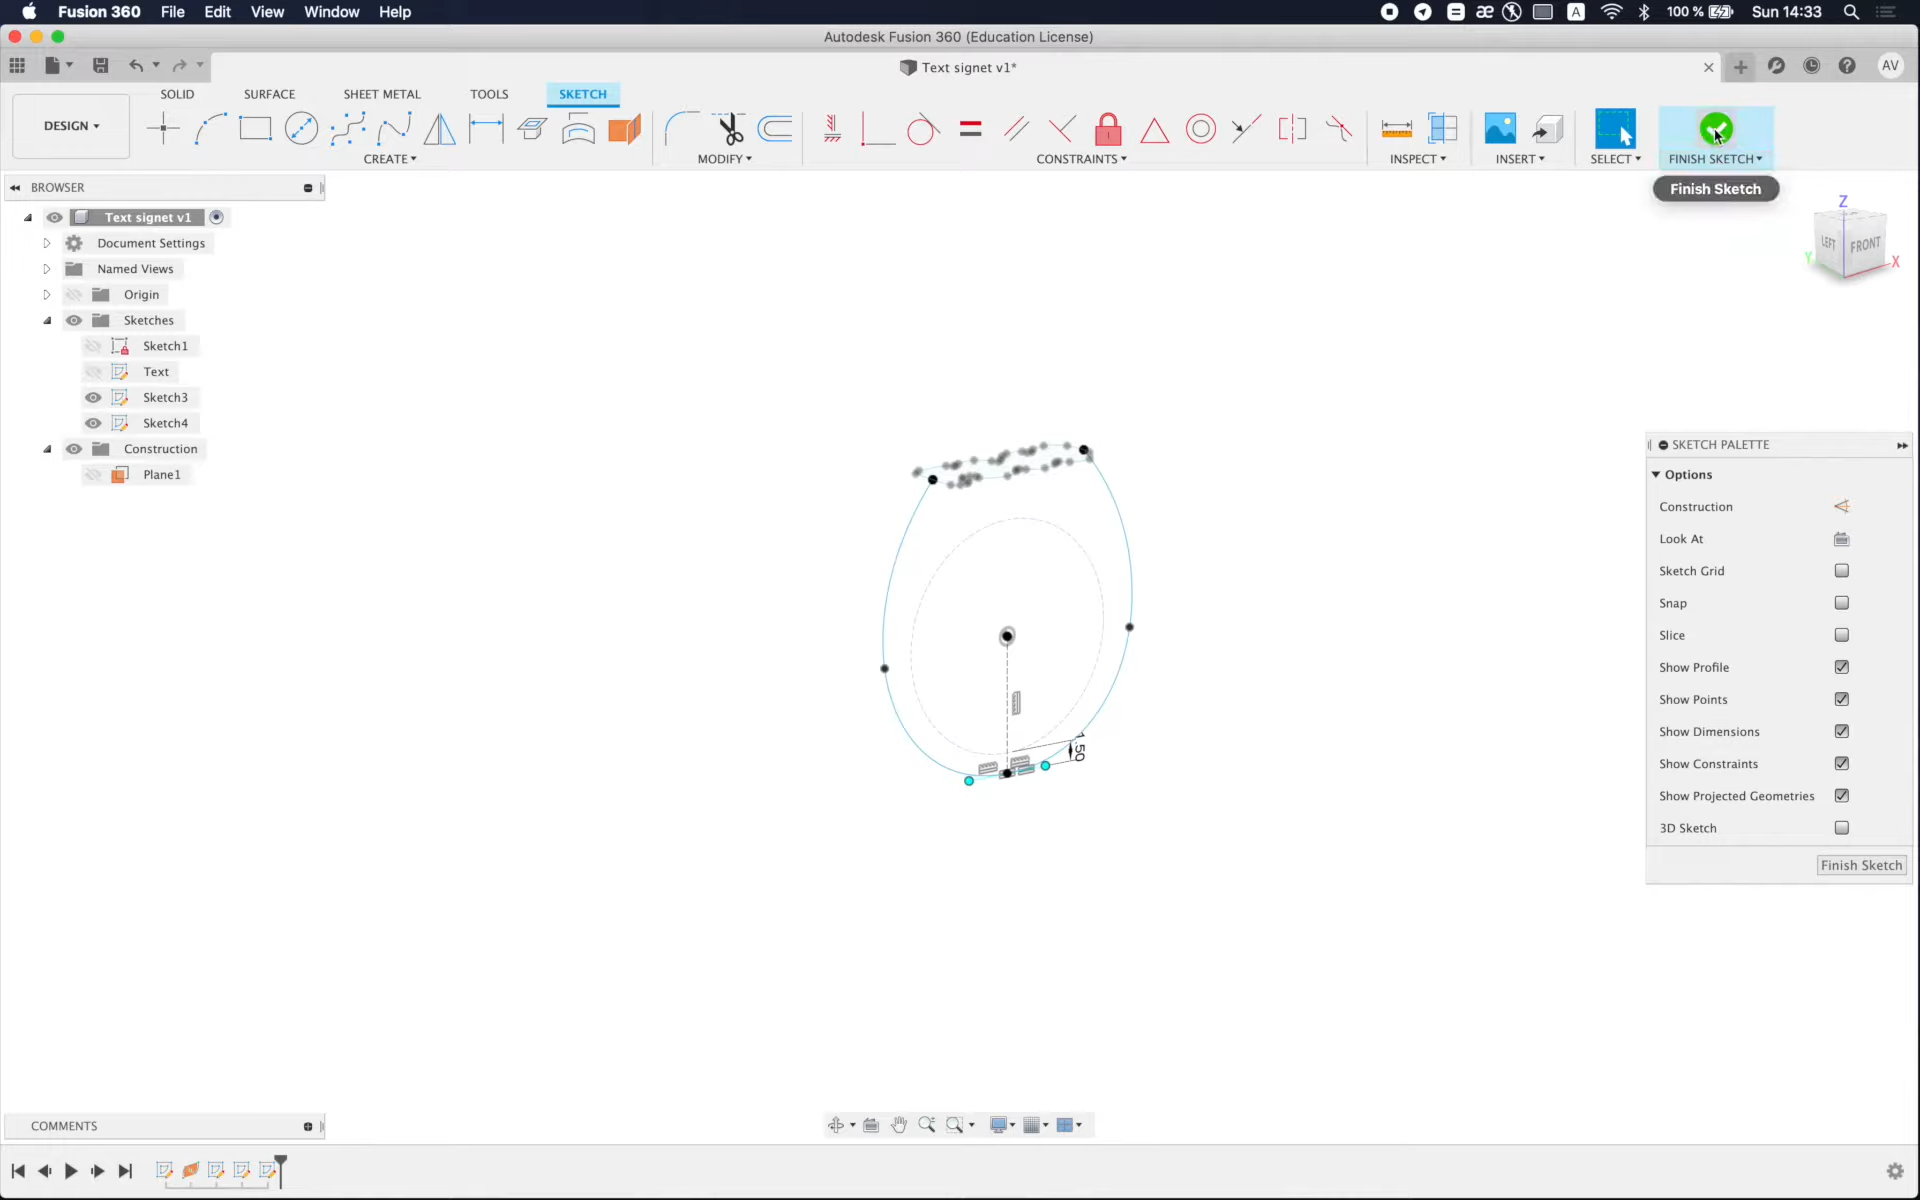 Fusion 360 File Edit View Window Help
æ A 100 % Sun 14:33
Autodesk Fusion 360 (Education License)
Text signet v1*
AV
SOLID SURFACE SHEET METAL TOOLS SKETCH
DESIGN
CREATE MODIFY CONSTRAINTS INSPECT INSERT SELECT FINISH SKETCH
Finish Sketch
BROWSER
Text signet v1
Document Settings
Named Views
Origin
Sketches
Sketch1
Text
Sketch3
Sketch4
Construction
Plane1
Z
LEFT FRONT
Y X
SKETCH PALETTE
Options
Construction
Look At
Sketch Grid
Snap
Slice
Show Profile
Show Points
Show Dimensions
Show Constraints
Show Projected Geometries
3D Sketch
Finish Sketch
1.50
COMMENTS